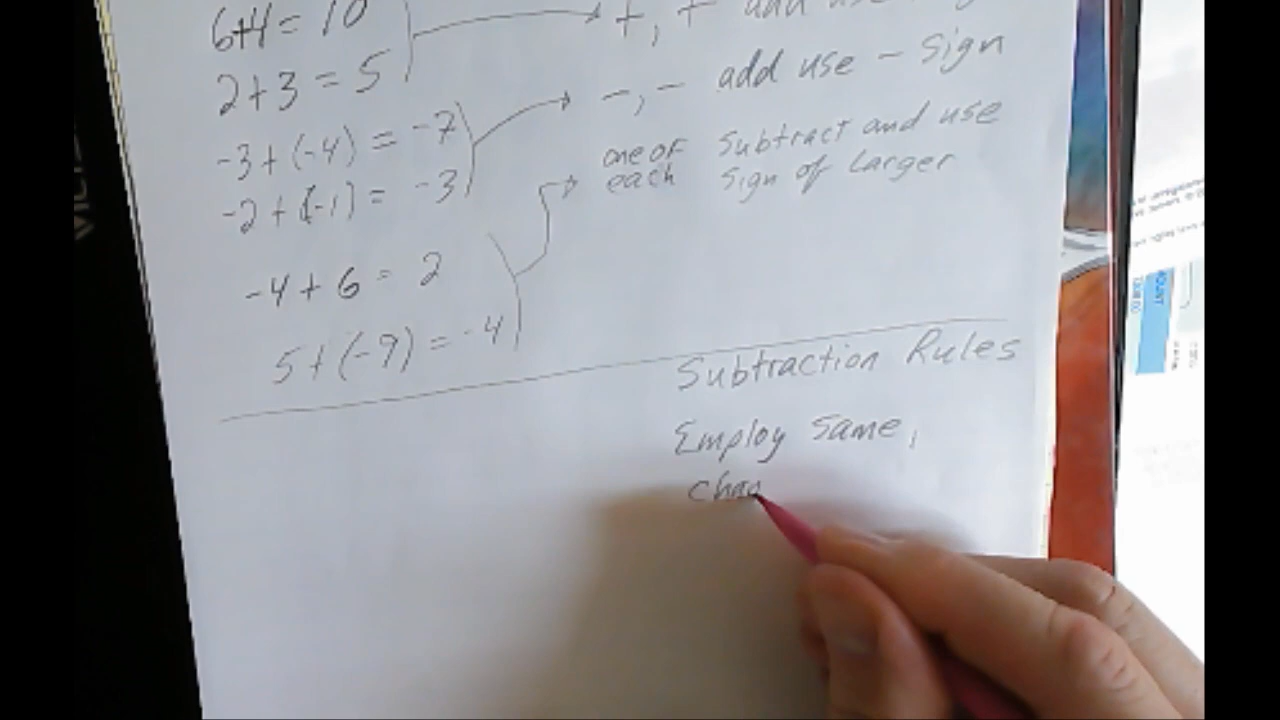 6+4 = 10
+, + add use
2+3 = 5
-, - add use - Sign
-3+(-4) = -7
-2+(-1) = -3
one of each Subtract and use Sign of Larger
-4+6 = 2
5+(-9) = -4
Subtraction Rules
Employ Same,
chan